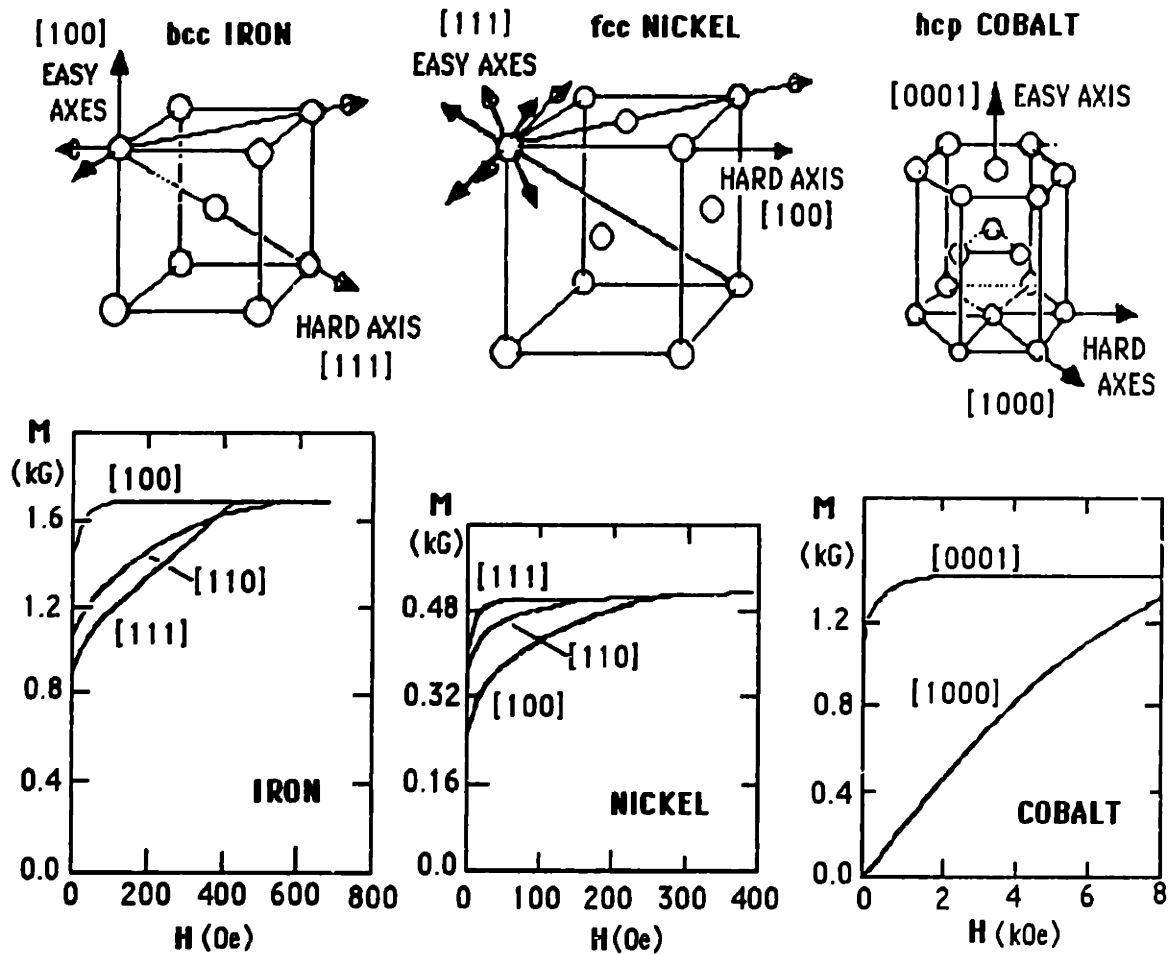 bcc IRON
[100]
EASY
AXES
HARD AXIS
[111]
fcc NICKEL
[111]
EASY AXES
HARD AXIS
[100]
hcp COBALT
[0001]
EASY AXIS
HARD
AXES
[1000]
M
(kG)
1.6
1.2
0.8
0.4
0.0
[100]
[110]
[111]
IRON
0 200 400 600 800
H (Oe)
M
(kG)
0.48
0.32
0.16
0.0
[111]
[110]
[100]
NICKEL
0 100 200 300 400
H (Oe)
M
(kG)
1.2
0.8
0.4
0.0
[0001]
[1000]
COBALT
0 2 4 6 8
H (kOe)